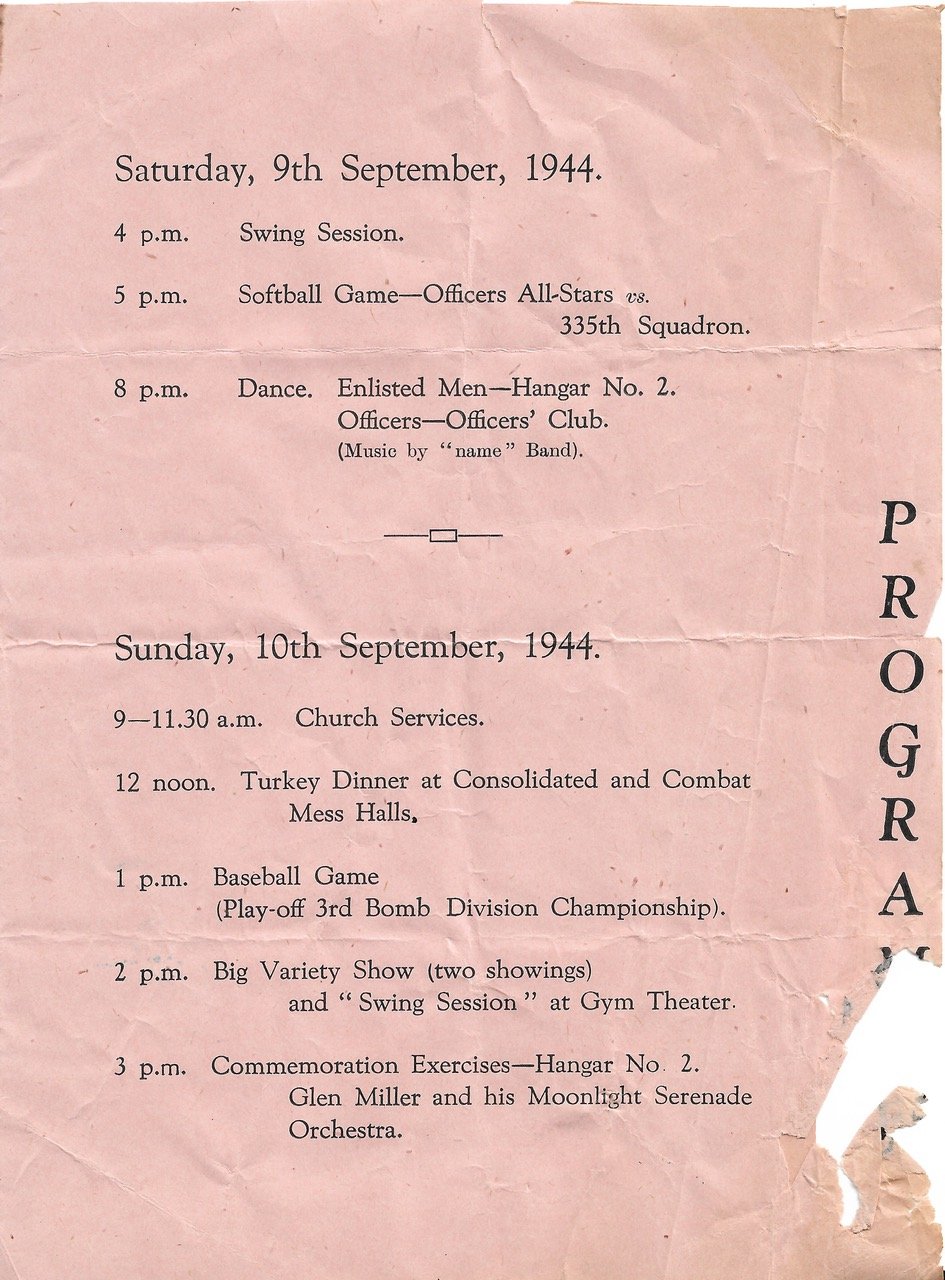 Saturday, 9th September, 1944.
4 p.m. Swing Session.
5 p.m. Softball Game—Officers All-Stars vs.
335th Squadron.
8 p.m. Dance. Enlisted Men—Hangar No. 2.
Officers—Officers’ Club.
(Music by “name” Band).
Sunday, 10th September, 1944.
9—11.30 a.m. Church Services.
12 noon. Turkey Dinner at Consolidated and Combat
Mess Halls.
1 p.m. Baseball Game
(Play-off 3rd Bomb Division Championship).
2 p.m. Big Variety Show (two showings)
and “Swing Session” at Gym Theater.
3 p.m. Commemoration Exercises—Hangar No. 2.
Glen Miller and his Moonlight Serenade
Orchestra.
P
R
O
G
R
A